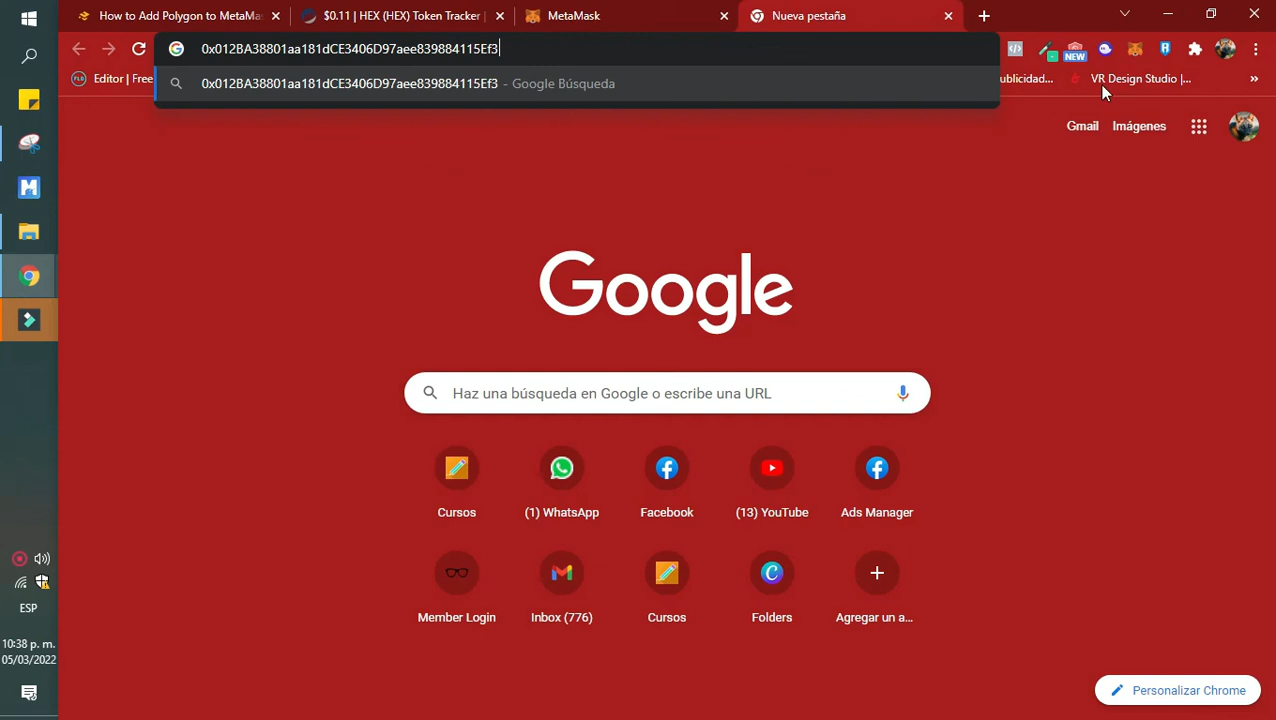 How to Add Polygon to MetaMas
$0.11 | HEX (HEX) Token Tracker |
MetaMask
Nueva pestaña
0x012BA38801aa181dCE3406D97aee839884115Ef3
NEW
Editor | Free
0x012BA38801aa181dCE3406D97aee839884115Ef3 - Google Búsqueda
ublicidad...
VR Design Studio |...
»
Gmail
Imágenes
Google
Haz una búsqueda en Google o escribe una URL
Cursos
(1) WhatsApp
Facebook
(13) YouTube
Ads Manager
Member Login
Inbox (776)
Cursos
Folders
Agregar un a...
ESP
10:38 p. m.
05/03/2022
Personalizar Chrome